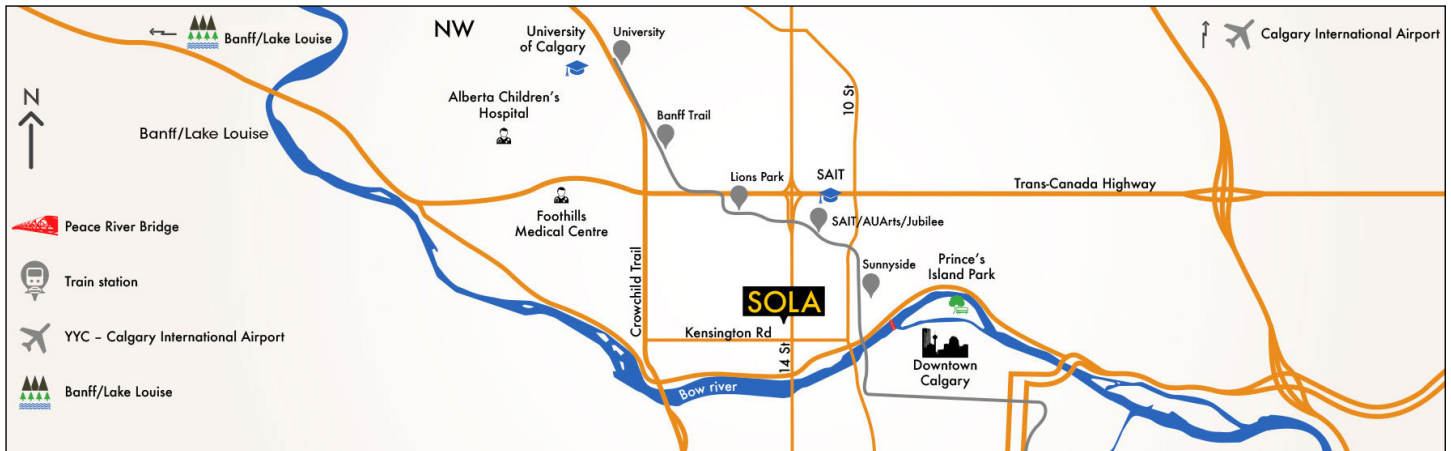 Banff/Lake Louise
NW
University
of Calgary
University
Calgary International Airport
N
Alberta Children's
Hospital
10 St
Banff/Lake Louise
Banff Trail
Lions Park
SAIT
Trans-Canada Highway
Foothills
Medical Centre
SAIT/AUArts/Jubilee
Peace River Bridge
Crowchild Trail
Sunnyside
Prince's
Island Park
Train station
SOLA
Kensington Rd
YYC – Calgary International Airport
14 St
Downtown
Calgary
Bow river
Banff/Lake Louise